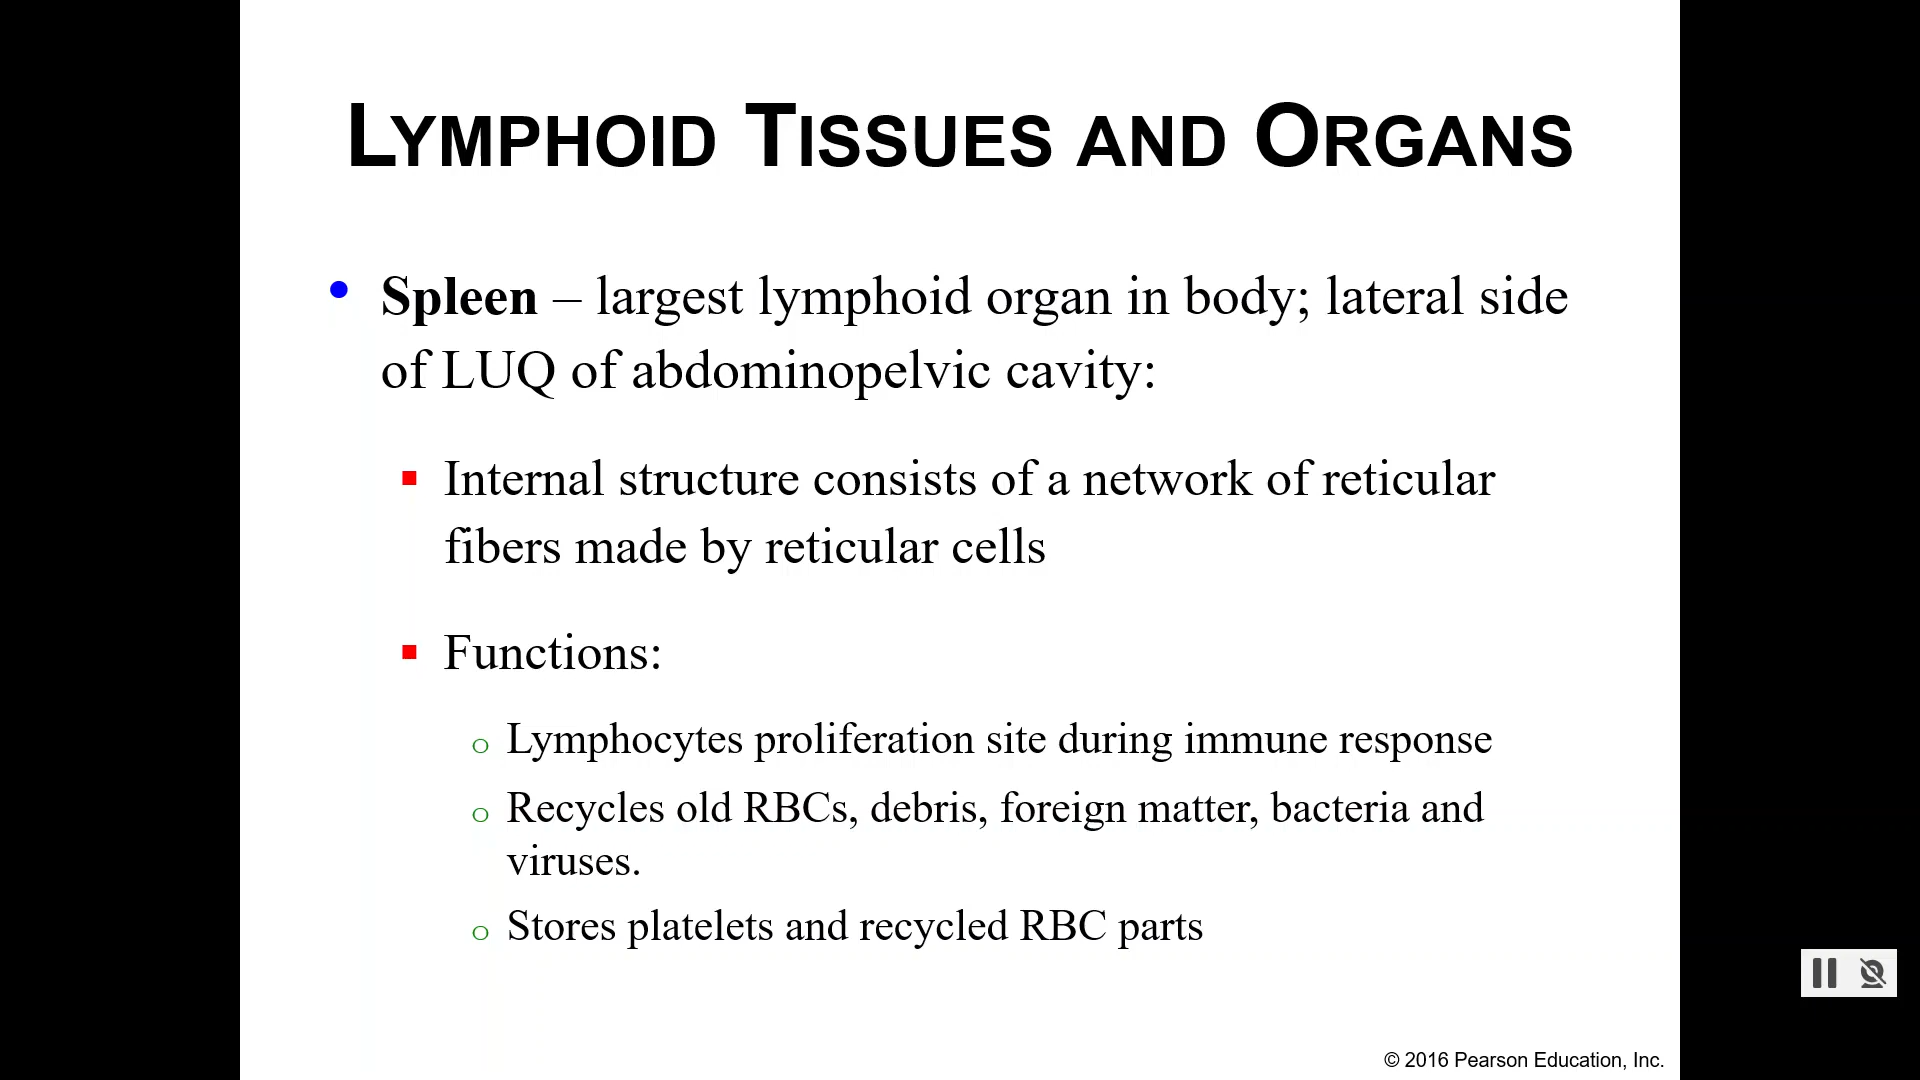 LYMPHOID TISSUES AND ORGANS
• Spleen – largest lymphoid organ in body; lateral side
of LUQ of abdominopelvic cavity:
▪ Internal structure consists of a network of reticular
fibers made by reticular cells
▪ Functions:
o Lymphocytes proliferation site during immune response
o Recycles old RBCs, debris, foreign matter, bacteria and
viruses.
o Stores platelets and recycled RBC parts
© 2016 Pearson Education, Inc.